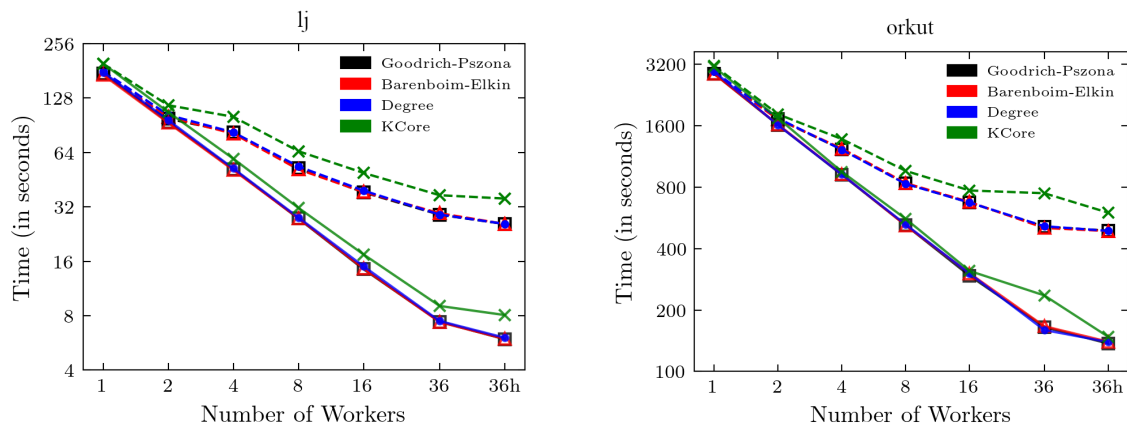 lj
256
128
64
32
16
8
4
Time (in seconds)
Goodrich-Pszona
Barenboim-Elkin
Degree
KCore
1 2 4 8 16 36 36h
Number of Workers
orkut
3200
1600
800
400
200
100
Time (in seconds)
Goodrich-Pszona
Barenboim-Elkin
Degree
KCore
1 2 4 8 16 36 36h
Number of Workers